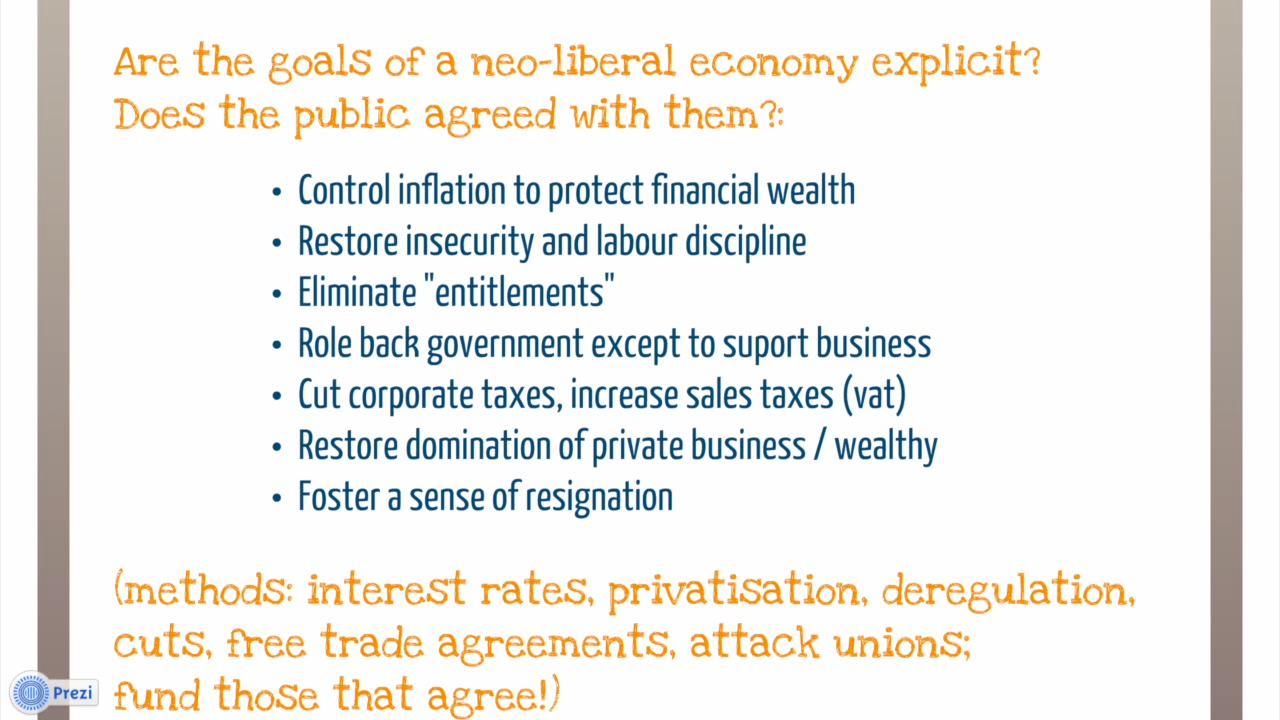 Are the goals of a neo-liberal economy explicit?
Does the public agreed with them?:
• Control inflation to protect financial wealth
• Restore insecurity and labour discipline
• Eliminate "entitlements"
• Role back government except to suport business
• Cut corporate taxes, increase sales taxes (vat)
• Restore domination of private business / wealthy
• Foster a sense of resignation
(methods: interest rates, privatisation, deregulation,
cuts, free trade agreements, attack unions;
fund those that agree!)
Prezi